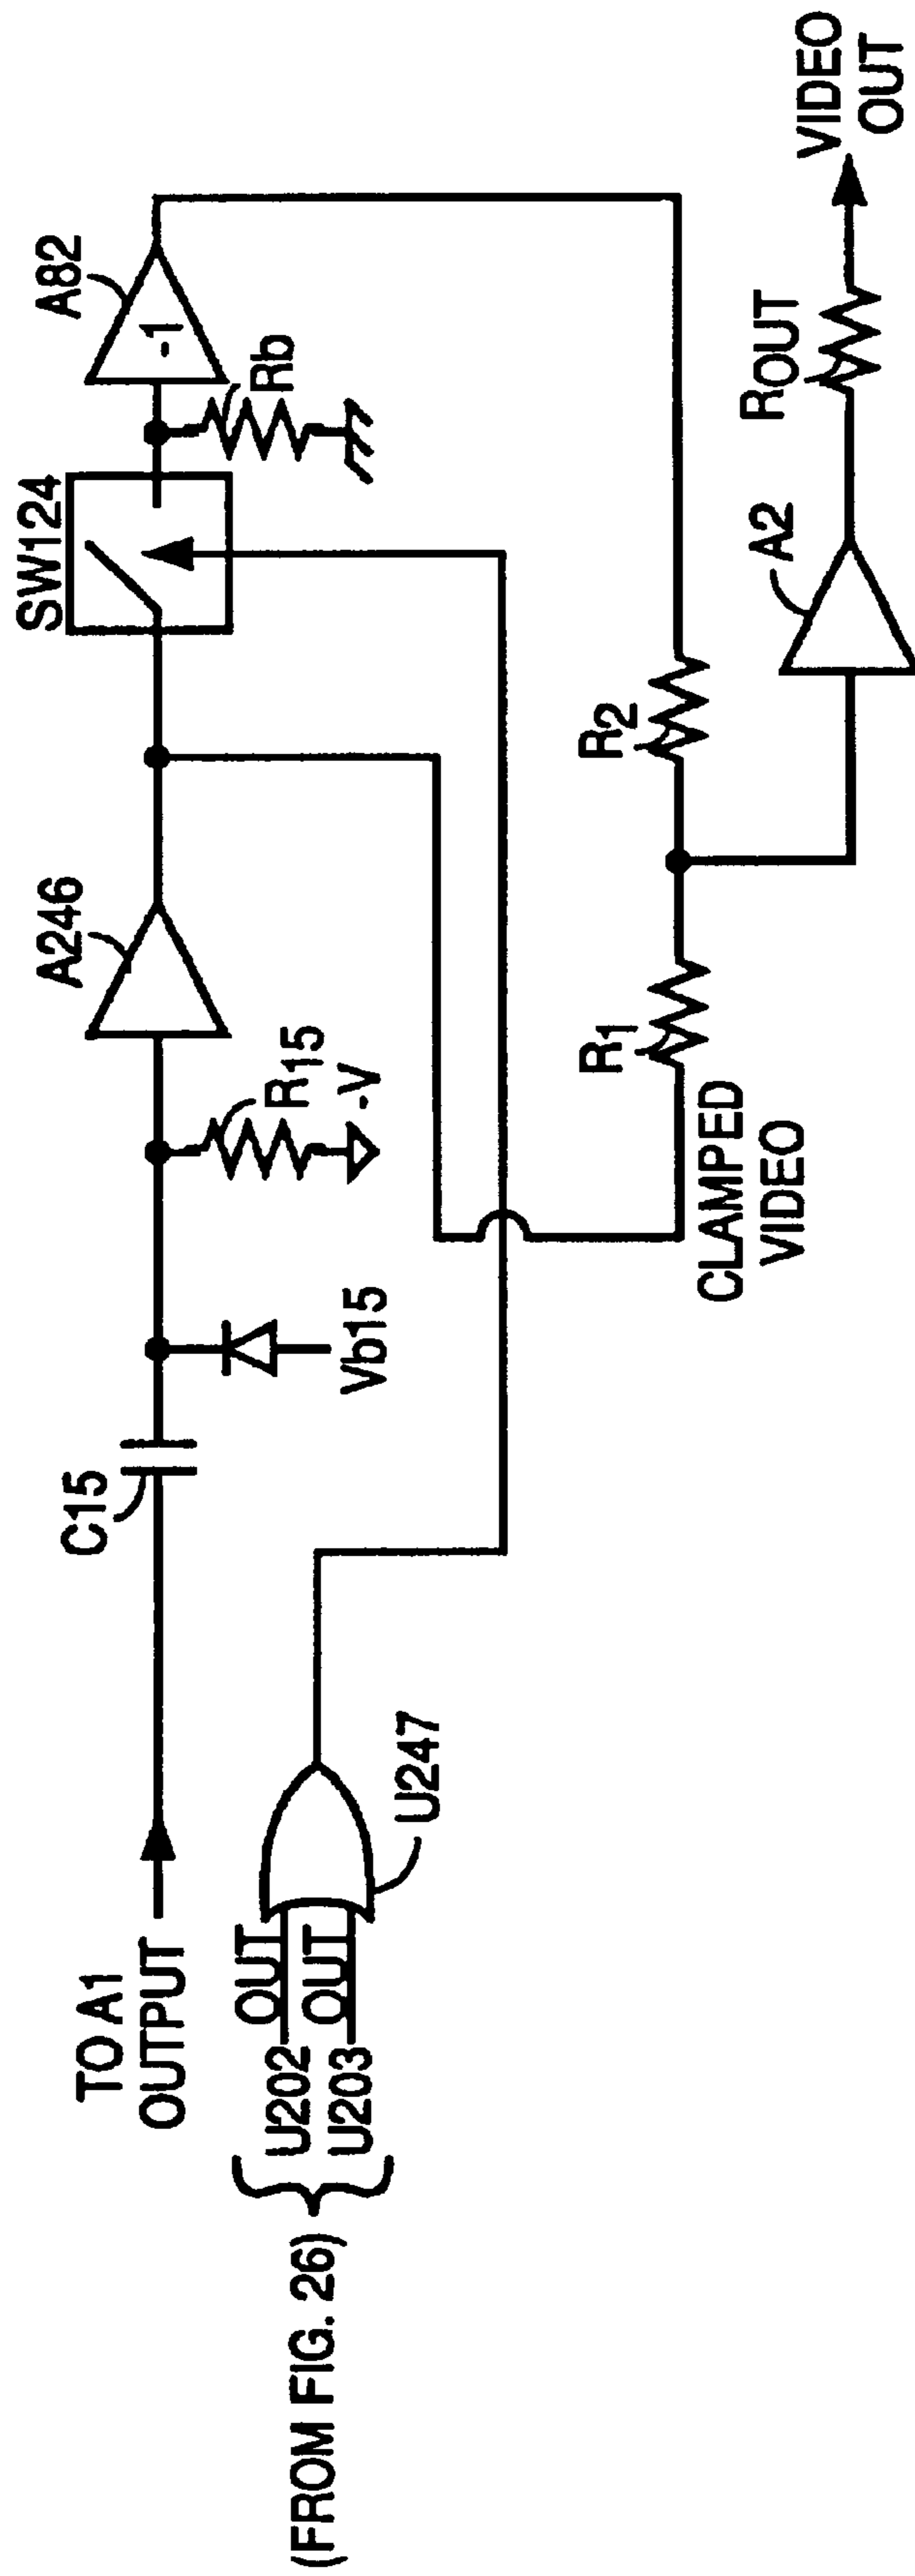 TO A1
OUTPUT
C15
Vb15
R15
-V
A246
SW124
Rb
A82
-1
(FROM FIG. 26)
U202 OUT
U203 OUT
U247
CLAMPED
VIDEO
R1
R2
A2
ROUT
VIDEO
OUT